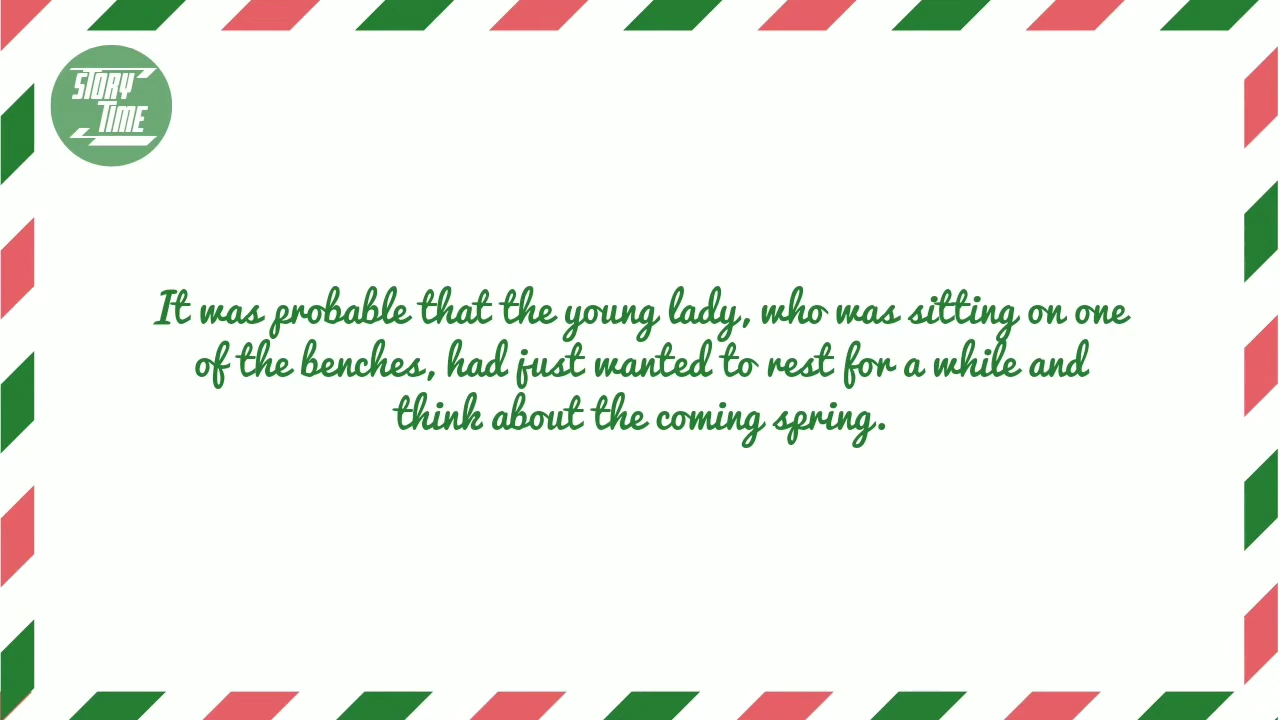 STORY
TIME
It was probable that the young lady, who was sitting on one
of the benches, had just wanted to rest for a while and
think about the coming spring.